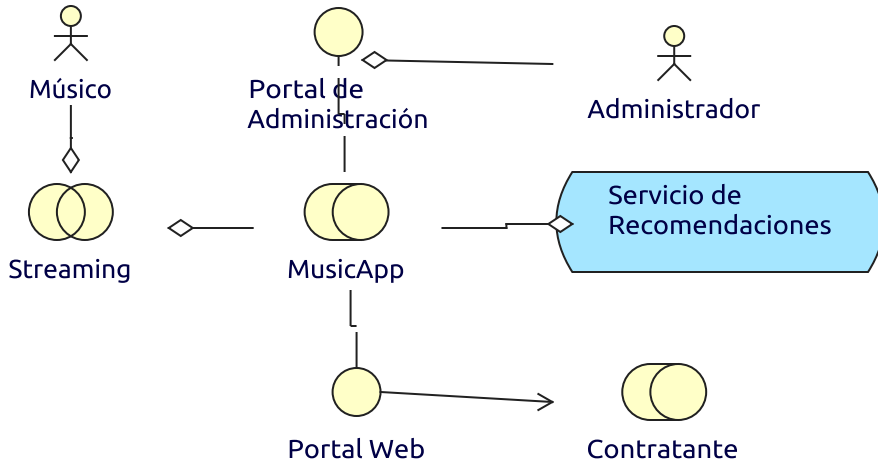 Músico
Portal de
Administración
Administrador
Servicio de
Recomendaciones
Streaming
MusicApp
Portal Web
Contratante